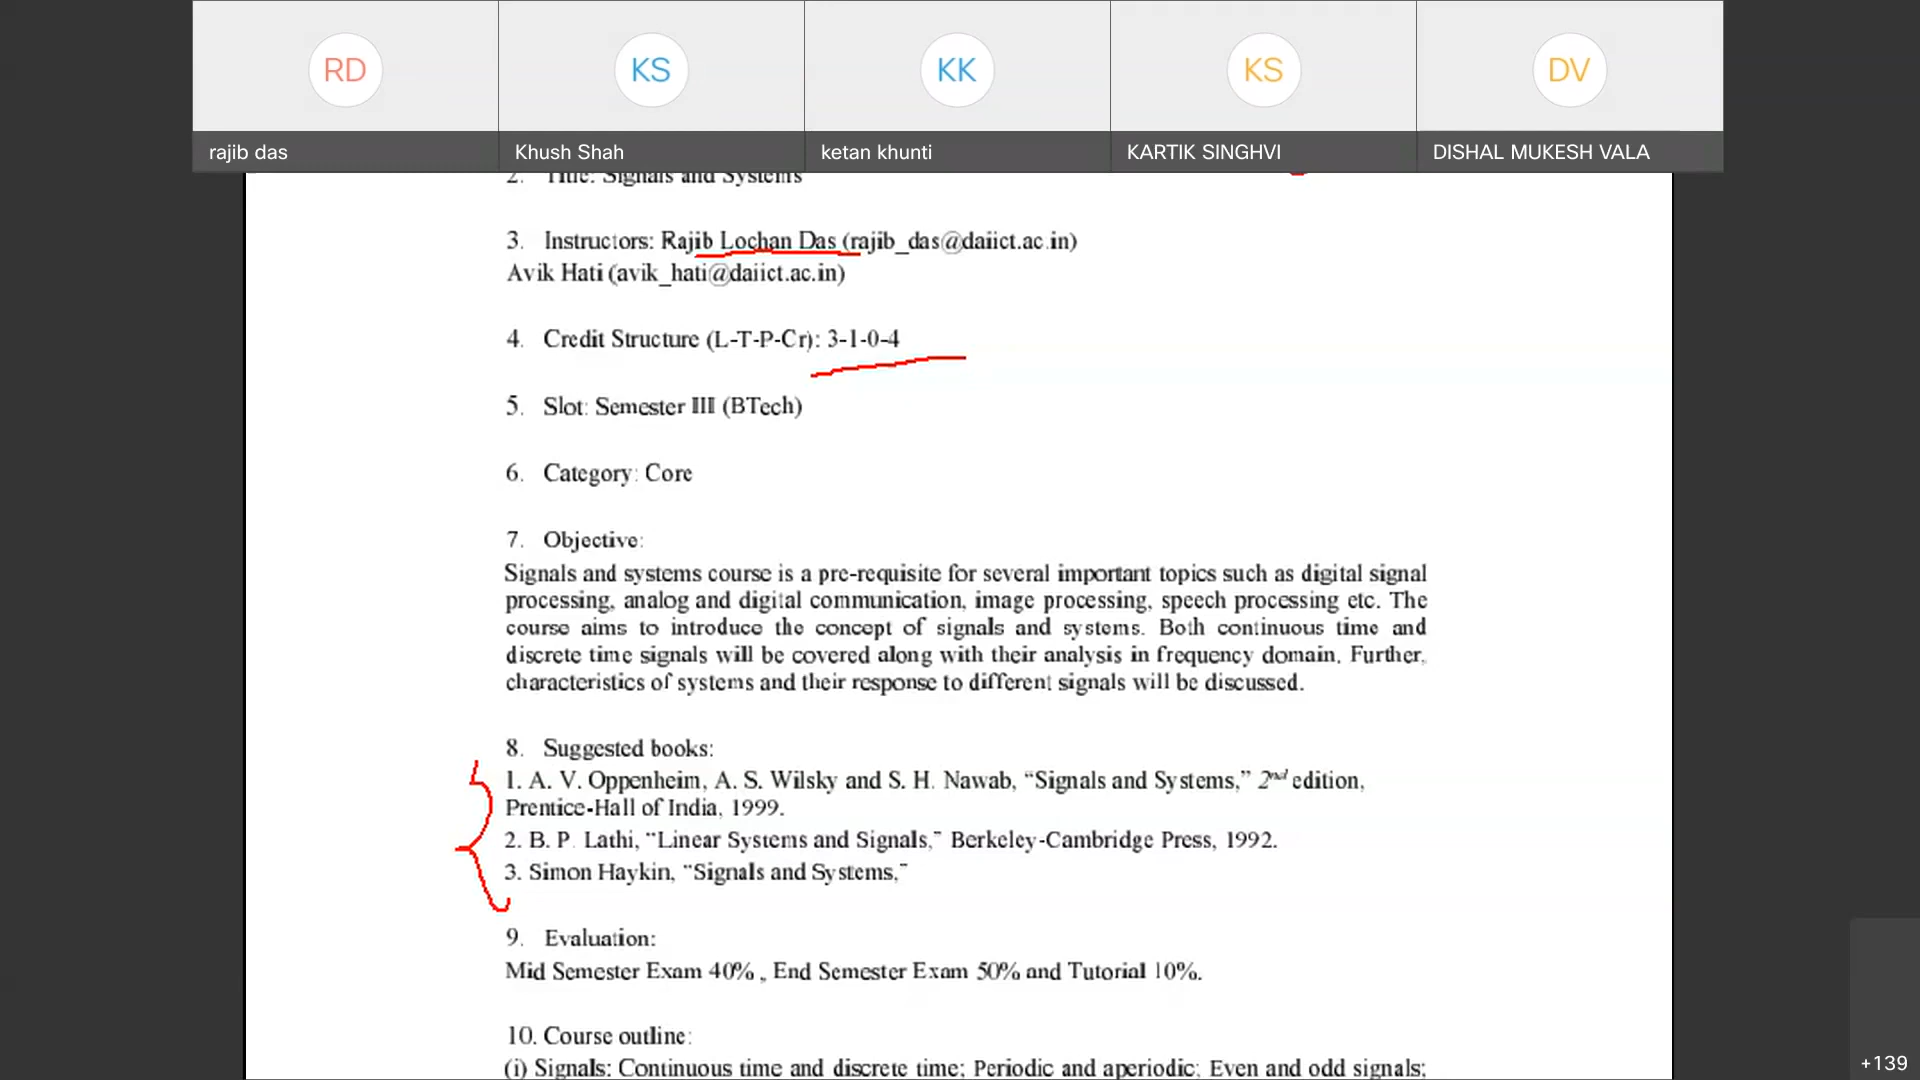 RD
KS
KK
KS
DV
rajib das
Khush Shah
ketan khunti
KARTIK SINGHVI
DISHAL MUKESH VALA
2. Title: Signals and Systems
3. Instructors: Rajib Lochan Das (rajib_das@daiict.ac.in)
Avik Hati (avik_hati@daiict.ac.in)
4. Credit Structure (L-T-P-Cr): 3-1-0-4
5. Slot: Semester III (BTech)
6. Category: Core
7. Objective:
Signals and systems course is a pre-requisite for several important topics such as digital signal
processing, analog and digital communication, image processing, speech processing etc. The
course aims to introduce the concept of signals and systems. Both continuous time and
discrete time signals will be covered along with their analysis in frequency domain. Further,
characteristics of systems and their response to different signals will be discussed.
8. Suggested books:
1. A. V. Oppenheim, A. S. Wilsky and S. H. Nawab, “Signals and Systems,” 2nd edition,
Prentice-Hall of India, 1999.
2. B. P. Lathi, “Linear Systems and Signals,” Berkeley-Cambridge Press, 1992.
3. Simon Haykin, “Signals and Systems,”
9. Evaluation:
Mid Semester Exam 40% , End Semester Exam 50% and Tutorial 10%.
10. Course outline:
(i) Signals: Continuous time and discrete time; Periodic and aperiodic; Even and odd signals;
+139